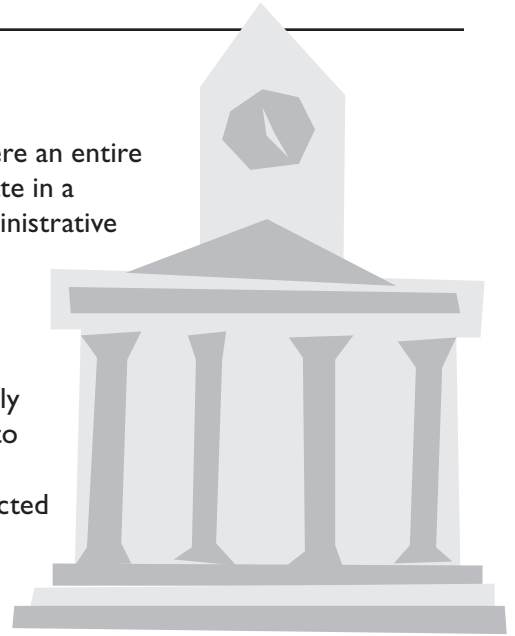 ere an entire
te in a
inistrative
ly
to
cted